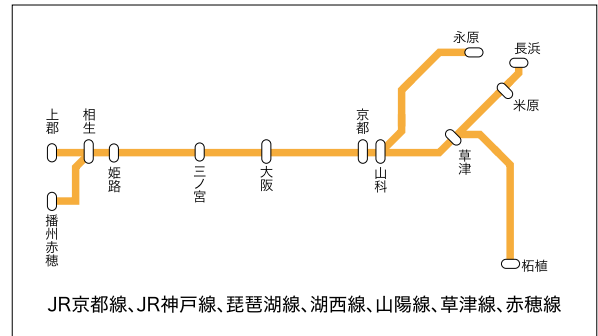 永原
長浜
米原
上郡
相生
姫路
三ノ宮
大阪
京都
山科
草津
播州赤穂
柘植
JR京都線、JR神戸線、琵琶湖線、湖西線、山陽線、草津線、赤穂線